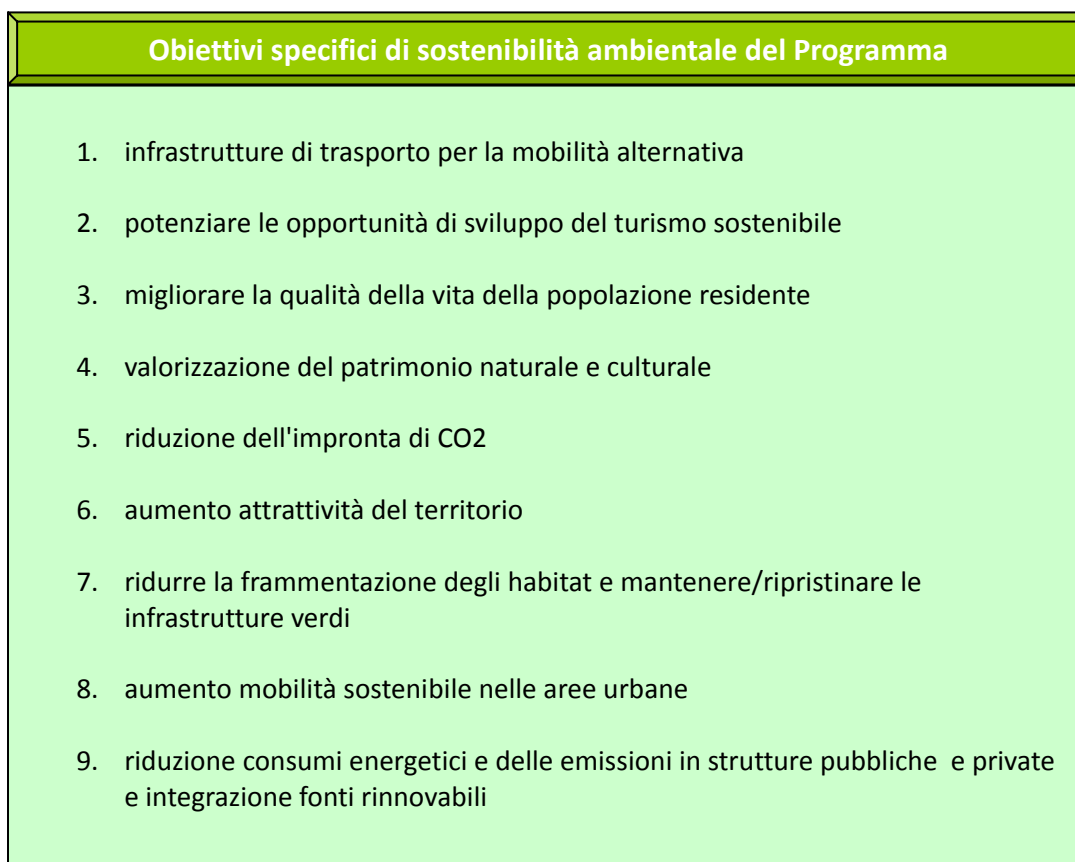 Obiettivi specifici di sostenibilità ambientale del Programma
1. infrastrutture di trasporto per la mobilità alternativa
2. potenziare le opportunità di sviluppo del turismo sostenibile
3. migliorare la qualità della vita della popolazione residente
4. valorizzazione del patrimonio naturale e culturale
5. riduzione dell'impronta di CO2
6. aumento attrattività del territorio
7. ridurre la frammentazione degli habitat e mantenere/ripristinare le
infrastrutture verdi
8. aumento mobilità sostenibile nelle aree urbane
9. riduzione consumi energetici e delle emissioni in strutture pubbliche e private
e integrazione fonti rinnovabili